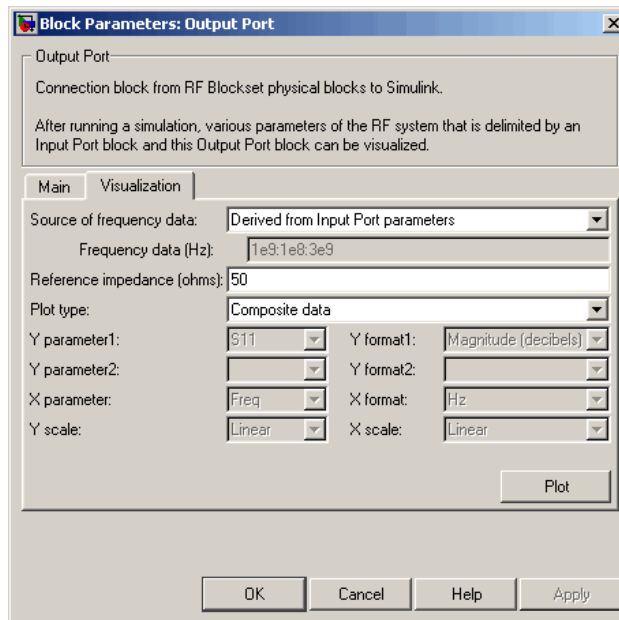 Block Parameters: Output Port
Output Port
Connection block from RF Blockset physical blocks to Simulink.
After running a simulation, various parameters of the RF system that is delimited by an
Input Port block and this Output Port block can be visualized.
Main Visualization
Source of frequency data: Derived from Input Port parameters
Frequency data (Hz): 1e9:1e8:3e9
Reference impedance (ohms): 50
Plot type: Composite data
Y parameter1: S11 Y format1: Magnitude (decibels)
Y parameter2: Y format2:
X parameter: Freq X format: Hz
Y scale: Linear X scale: Linear
Plot
OK Cancel Help Apply